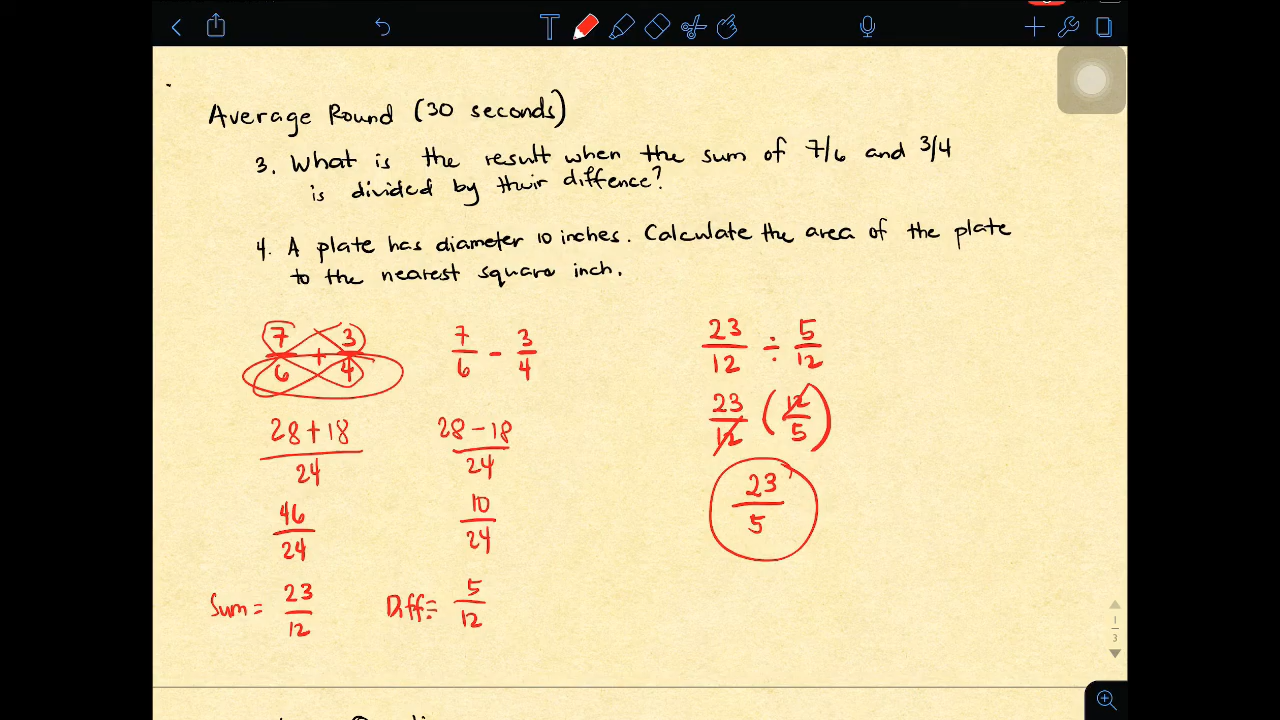 Average Round (30 seconds)
3. What is the result when the sum of 7/6 and 3/4
is divided by their diffence?
4. A plate has diameter 10 inches. Calculate the area of the plate
to the nearest square inch.
7/6 + 3/4
7/6 - 3/4
23/12 ÷ 5/12
28+18/24
28-18/24
23/12 (12/5)
46/24
10/24
23/5
Sum = 23/12
Diff = 5/12
1/3